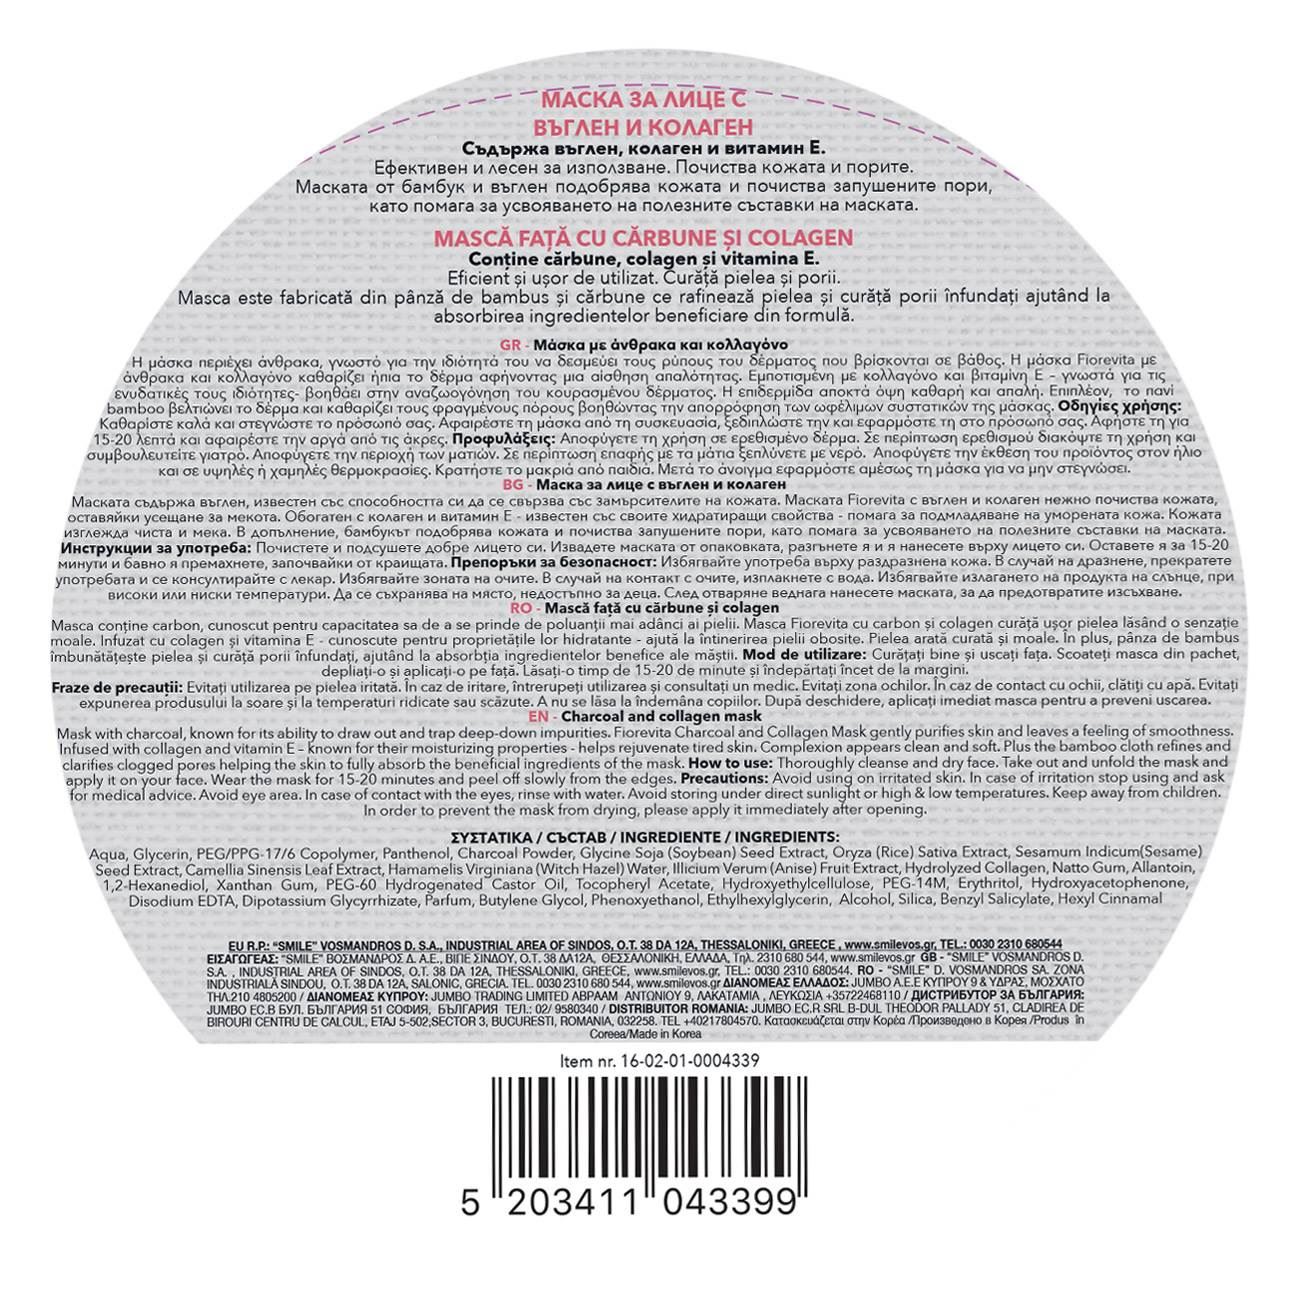 МАСКА ЗА ЛИЦЕ С
ВЪГЛЕН И КОЛАГЕН
Съдържа въглен, колаген и витамин Е.
Ефективен и лесен за използване. Почиства кожата и порите.
Маската от бамбук и въглен подобрява кожата и почиства запушените пори,
като помага за усвояването на полезните съставки на маската.
MASCĂ FAȚĂ CU CĂRBUNE ȘI COLAGEN
Conține cărbune, colagen și vitamina E.
Eficient și ușor de utilizat. Curăță pielea și porii.
Masca este fabricată din pânză de bambus și cărbune ce rafinează pielea și curăță porii înfundați ajutând la
absorbirea ingredientelor beneficiare din formulă.
GR - Μάσκα με άνθρακα και κολλαγόνο
Η μάσκα περιέχει άνθρακα, γνωστό για την ιδιότητά του να δεσμεύει τους ρύπους του δέρματος που βρίσκονται σε βάθος. Η μάσκα Fiorevita με
άνθρακα και κολλαγόνο καθαρίζει ήπια το δέρμα αφήνοντας μια αίσθηση απαλότητας. Εμποτισμένη με κολλαγόνο και βιταμίνη Ε – γνωστά για τις
ενυδατικές τους ιδιότητες- βοηθάει στην αναζωογόνηση του κουρασμένου δέρματος. Η επιδερμίδα αποκτά όψη καθαρή και απαλή. Επιπλέον, το πανί
bamboo βελτιώνει το δέρμα και καθαρίζει τους φραγμένους πόρους βοηθώντας την απορρόφηση των ωφέλιμων συστατικών της μάσκας. Οδηγίες χρήσης:
Καθαρίστε καλά και στεγνώστε το πρόσωπό σας. Αφαιρέστε τη μάσκα από τη συσκευασία, ξεδιπλώστε την και εφαρμόστε τη στο πρόσωπό σας. Αφήστε τη για
15-20 λεπτά και αφαιρέστε την αργά από τις άκρες. Προφυλάξεις: Αποφύγετε τη χρήση σε ερεθισμένο δέρμα. Σε περίπτωση ερεθισμού διακόψτε τη χρήση και
συμβουλευτείτε γιατρό. Αποφύγετε την περιοχή των ματιών. Σε περίπτωση επαφής με τα μάτια ξεπλύνετε με νερό. Αποφύγετε την έκθεση του προϊόντος στον ήλιο
και σε υψηλές ή χαμηλές θερμοκρασίες. Κρατήστε το μακριά από παιδιά. Μετά το άνοιγμα εφαρμόστε αμέσως τη μάσκα για να μην στεγνώσει.
BG - Маска за лице с въглен и колаген
Маската съдържа въглен, известен със способността си да се свързва със замърсителите на кожата. Маската Fiorevita с въглен и колаген нежно почиства кожата,
оставяйки усещане за мекота. Обогатен с колаген и витамин Е - известен със своите хидратиращи свойства - помага за подмладяване на уморената кожа. Кожата
изглежда чиста и мека. В допълнение, бамбукът подобрява кожата и почиства запушените пори, като помага за усвояването на полезните съставки на маската.
Инструкции за употреба: Почистете и подсушете добре лицето си. Извадете маската от опаковката, разгънете я и я нанесете върху лицето си. Оставете я за 15-20
минути и бавно я премахнете, започвайки от краищата. Препоръки за безопасност: Избягвайте употреба върху раздразнена кожа. В случай на дразнене, прекратете
употребата и се консултирайте с лекар. Избягвайте зоната на очите. В случай на контакт с очите, изплакнете с вода. Избягвайте излагането на продукта на слънце, при
високи или ниски температури. Да се съхранява на място, недостъпно за деца. След отваряне веднага нанесете маската, за да предотвратите изсъхване.
RO - Mască față cu cărbune și colagen
Masca conține carbon, cunoscut pentru capacitatea sa de a se prinde de poluanții mai adânci ai pielii. Masca Fiorevita cu carbon și colagen curăță ușor pielea lăsând o senzație
moale. Infuzat cu colagen și vitamina E - cunoscute pentru proprietățile lor hidratante - ajută la întinerirea pielii obosite. Pielea arată curată și moale. În plus, pânza de bambus
îmbunătățește pielea și curăță porii înfundați, ajutând la absorbția ingredientelor benefice ale măștii. Mod de utilizare: Curățați bine și uscați fața. Scoateți masca din pachet,
depliați-o și aplicați-o pe față. Lăsați-o timp de 15-20 de minute și îndepărtați încet de la margini.
Fraze de precauții: Evitați utilizarea pe pielea iritată. În caz de iritare, întrerupeți utilizarea și consultați un medic. Evitați zona ochilor. În caz de contact cu ochii, clătiți cu apă. Evitați
expunerea produsului la soare și la temperaturi ridicate sau scăzute. A nu se lăsa la îndemâna copiilor. După deschidere, aplicați imediat masca pentru a preveni uscarea.
EN - Charcoal and collagen mask
Mask with charcoal, known for its ability to draw out and trap deep-down impurities. Fiorevita Charcoal and Collagen Mask gently purifies skin and leaves a feeling of smoothness.
Infused with collagen and vitamin E – known for their moisturizing properties - helps rejuvenate tired skin. Complexion appears clean and soft. Plus the bamboo cloth refines and
clarifies clogged pores helping the skin to fully absorb the beneficial ingredients of the mask. How to use: Thoroughly cleanse and dry face. Take out and unfold the mask and
apply it on your face. Wear the mask for 15-20 minutes and peel off slowly from the edges. Precautions: Avoid using on irritated skin. In case of irritation stop using and ask
for medical advice. Avoid eye area. In case of contact with the eyes, rinse with water. Avoid storing under direct sunlight or high & low temperatures. Keep away from children.
In order to prevent the mask from drying, please apply it immediately after opening.
ΣΥΣΤΑΤΙΚΑ / СЪСТАВ / INGREDIENTE / INGREDIENTS:
Aqua, Glycerin, PEG/PPG-17/6 Copolymer, Panthenol, Charcoal Powder, Glycine Soja (Soybean) Seed Extract, Oryza (Rice) Sativa Extract, Sesamum Indicum(Sesame)
Seed Extract, Camellia Sinensis Leaf Extract, Hamamelis Virginiana (Witch Hazel) Water, Illicium Verum (Anise) Fruit Extract, Hydrolyzed Collagen, Natto Gum, Allantoin,
1,2-Hexanediol, Xanthan Gum, PEG-60 Hydrogenated Castor Oil, Tocopheryl Acetate, Hydroxyethylcellulose, PEG-14M, Erythritol, Hydroxyacetophenone,
Disodium EDTA, Dipotassium Glycyrrhizate, Parfum, Butylene Glycol, Phenoxyethanol, Ethylhexylglycerin, Alcohol, Silica, Benzyl Salicylate, Hexyl Cinnamal
EU R.P.: "SMILE" VOSMANDROS D. S.A., INDUSTRIAL AREA OF SINDOS, O.T. 38 DA 12A, THESSALONIKI, GREECE , www.smilevos.gr, TEL.: 0030 2310 680544
ΕΙΣΑΓΩΓΕΑΣ: "SMILE" ΒΟΣΜΑΝΔΡΟΣ Δ. Α.Ε., ΒΙΠΕ ΣΙΝΔΟΥ, Ο.Τ. 38 ΔΑ12Α, ΘΕΣΣΑΛΟΝΙΚΗ, ΕΛΛΑΔΑ, Τηλ. 2310 680 544, www.smilevos.gr GB - "SMILE" VOSMANDROS D.
S.A. , INDUSTRIAL AREA OF SINDOS, O.T. 38 DA 12A, THESSALONIKI, GREECE, www.smilevos.gr, TEL.: 0030 2310 680544. RO - "SMILE" D. VOSMANDROS SA. ZONA
INDUSTRIALĂ SINDOU, O.T. 38 DA 12A, SALONIC, GRECIA. TEL. 0030 2310 680 544, www.smilevos.gr ΔΙΑΝΟΜΕΑΣ ΕΛΛΑΔΟΣ: JUMBO A.E.E ΚΥΠΡΟΥ 9 & ΥΔΡΑΣ, ΜΟΣΧΑΤΟ
ΤΗΛ.210 4805200 / ΔΙΑΝΟΜΕΑΣ ΚΥΠΡΟΥ: JUMBO TRADING LIMITED ΑΒΡΑΑΜ ΑΝΤΩΝΙΟΥ 9, ΛΑΚΑΤΑΜΙΑ , ΛΕΥΚΩΣΙΑ +35722468110 / ДИСТРИБУТОР ЗА БЪЛГАРИЯ:
JUMBO EC.B БУЛ. БЪЛГАРИЯ 51 СОФИЯ, БЪЛГАРИЯ ТЕЛ.: 02/ 9580340 / DISTRIBUITOR ROMANIA: JUMBO EC.R SRL B-DUL THEODOR PALLADY 51, CLADIREA DE
BIROURI CENTRU DE CALCUL, ETAJ 5-502,SECTOR 3, BUCURESTI, ROMANIA, 032258. TEL +40217804570. Κατασκευάζεται στην Κορέα /Произведено в Корея /Produs în
Coreea/Made in Korea
Item nr. 16-02-01-0004339
5 203411 043399